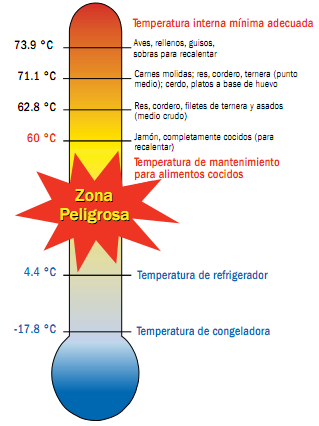 Temperatura interna mínima adecuada
73.9 °C
Aves, rellenos, guisos,
sobras para recalentar
71.1 °C
Carnes molidas; res, cordero, ternera (punto
medio); cerdo, platos a base de huevo
62.8 °C
Res, cordero, filetes de ternera y asados
(medio crudo)
60 °C
Jamón, completamente cocidos (para
recalentar)
Temperatura de mantenimiento
para alimentos cocidos
Zona
Peligrosa
4.4 °C
Temperatura de refrigerador
-17.8 °C
Temperatura de congeladora